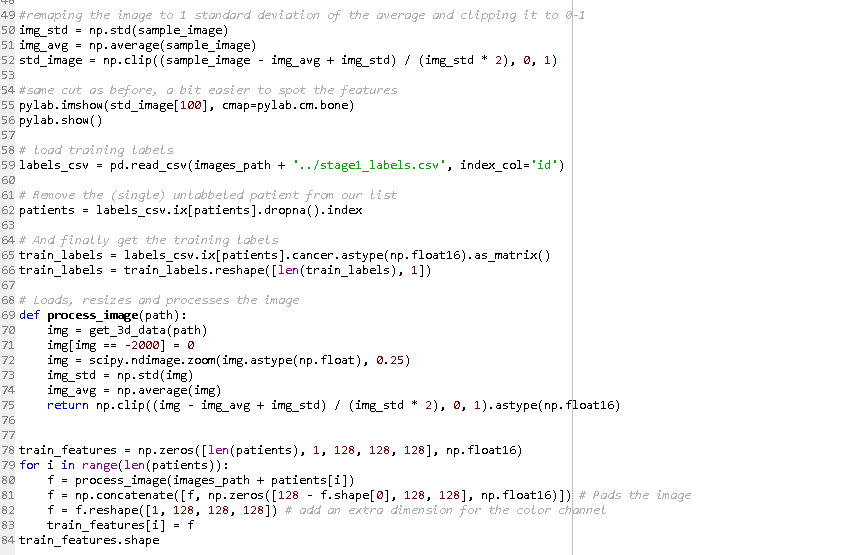 48
49 #remaping the image to 1 standard deviation of the average and clipping it to 0-1
50 img_std = np.std(sample_image)
51 img_avg = np.average(sample_image)
52 std_image = np.clip((sample_image - img_avg + img_std) / (img_std * 2), 0, 1)
53
54 #same cut as before, a bit easier to spot the features
55 pylab.imshow(std_image[100], cmap=pylab.cm.bone)
56 pylab.show()
57
58 # load training labels
59 labels_csv = pd.read_csv(images_path + '../stage1_labels.csv', index_col='id')
60
61 # Remove the (single) unlabbeled patient from our list
62 patients = labels_csv.ix[patients].dropna().index
63
64 # And finally get the training labels
65 train_labels = labels_csv.ix[patients].cancer.astype(np.float16).as_matrix()
66 train_labels = train_labels.reshape([len(train_labels), 1])
67
68 # Loads, resizes and processes the image
69 def process_image(path):
70     img = get_3d_data(path)
71     img[img == -2000] = 0
72     img = scipy.ndimage.zoom(img.astype(np.float), 0.25)
73     img_std = np.std(img)
74     img_avg = np.average(img)
75     return np.clip((img - img_avg + img_std) / (img_std * 2), 0, 1).astype(np.float16)
76
77
78 train_features = np.zeros([len(patients), 1, 128, 128, 128], np.float16)
79 for i in range(len(patients)):
80     f = process_image(images_path + patients[i])
81     f = np.concatenate([f, np.zeros([128 - f.shape[0], 128, 128], np.float16)]) # Pads the image
82     f = f.reshape([1, 128, 128, 128]) # add an extra dimension for the color channel
83     train_features[i] = f
84 train_features.shape